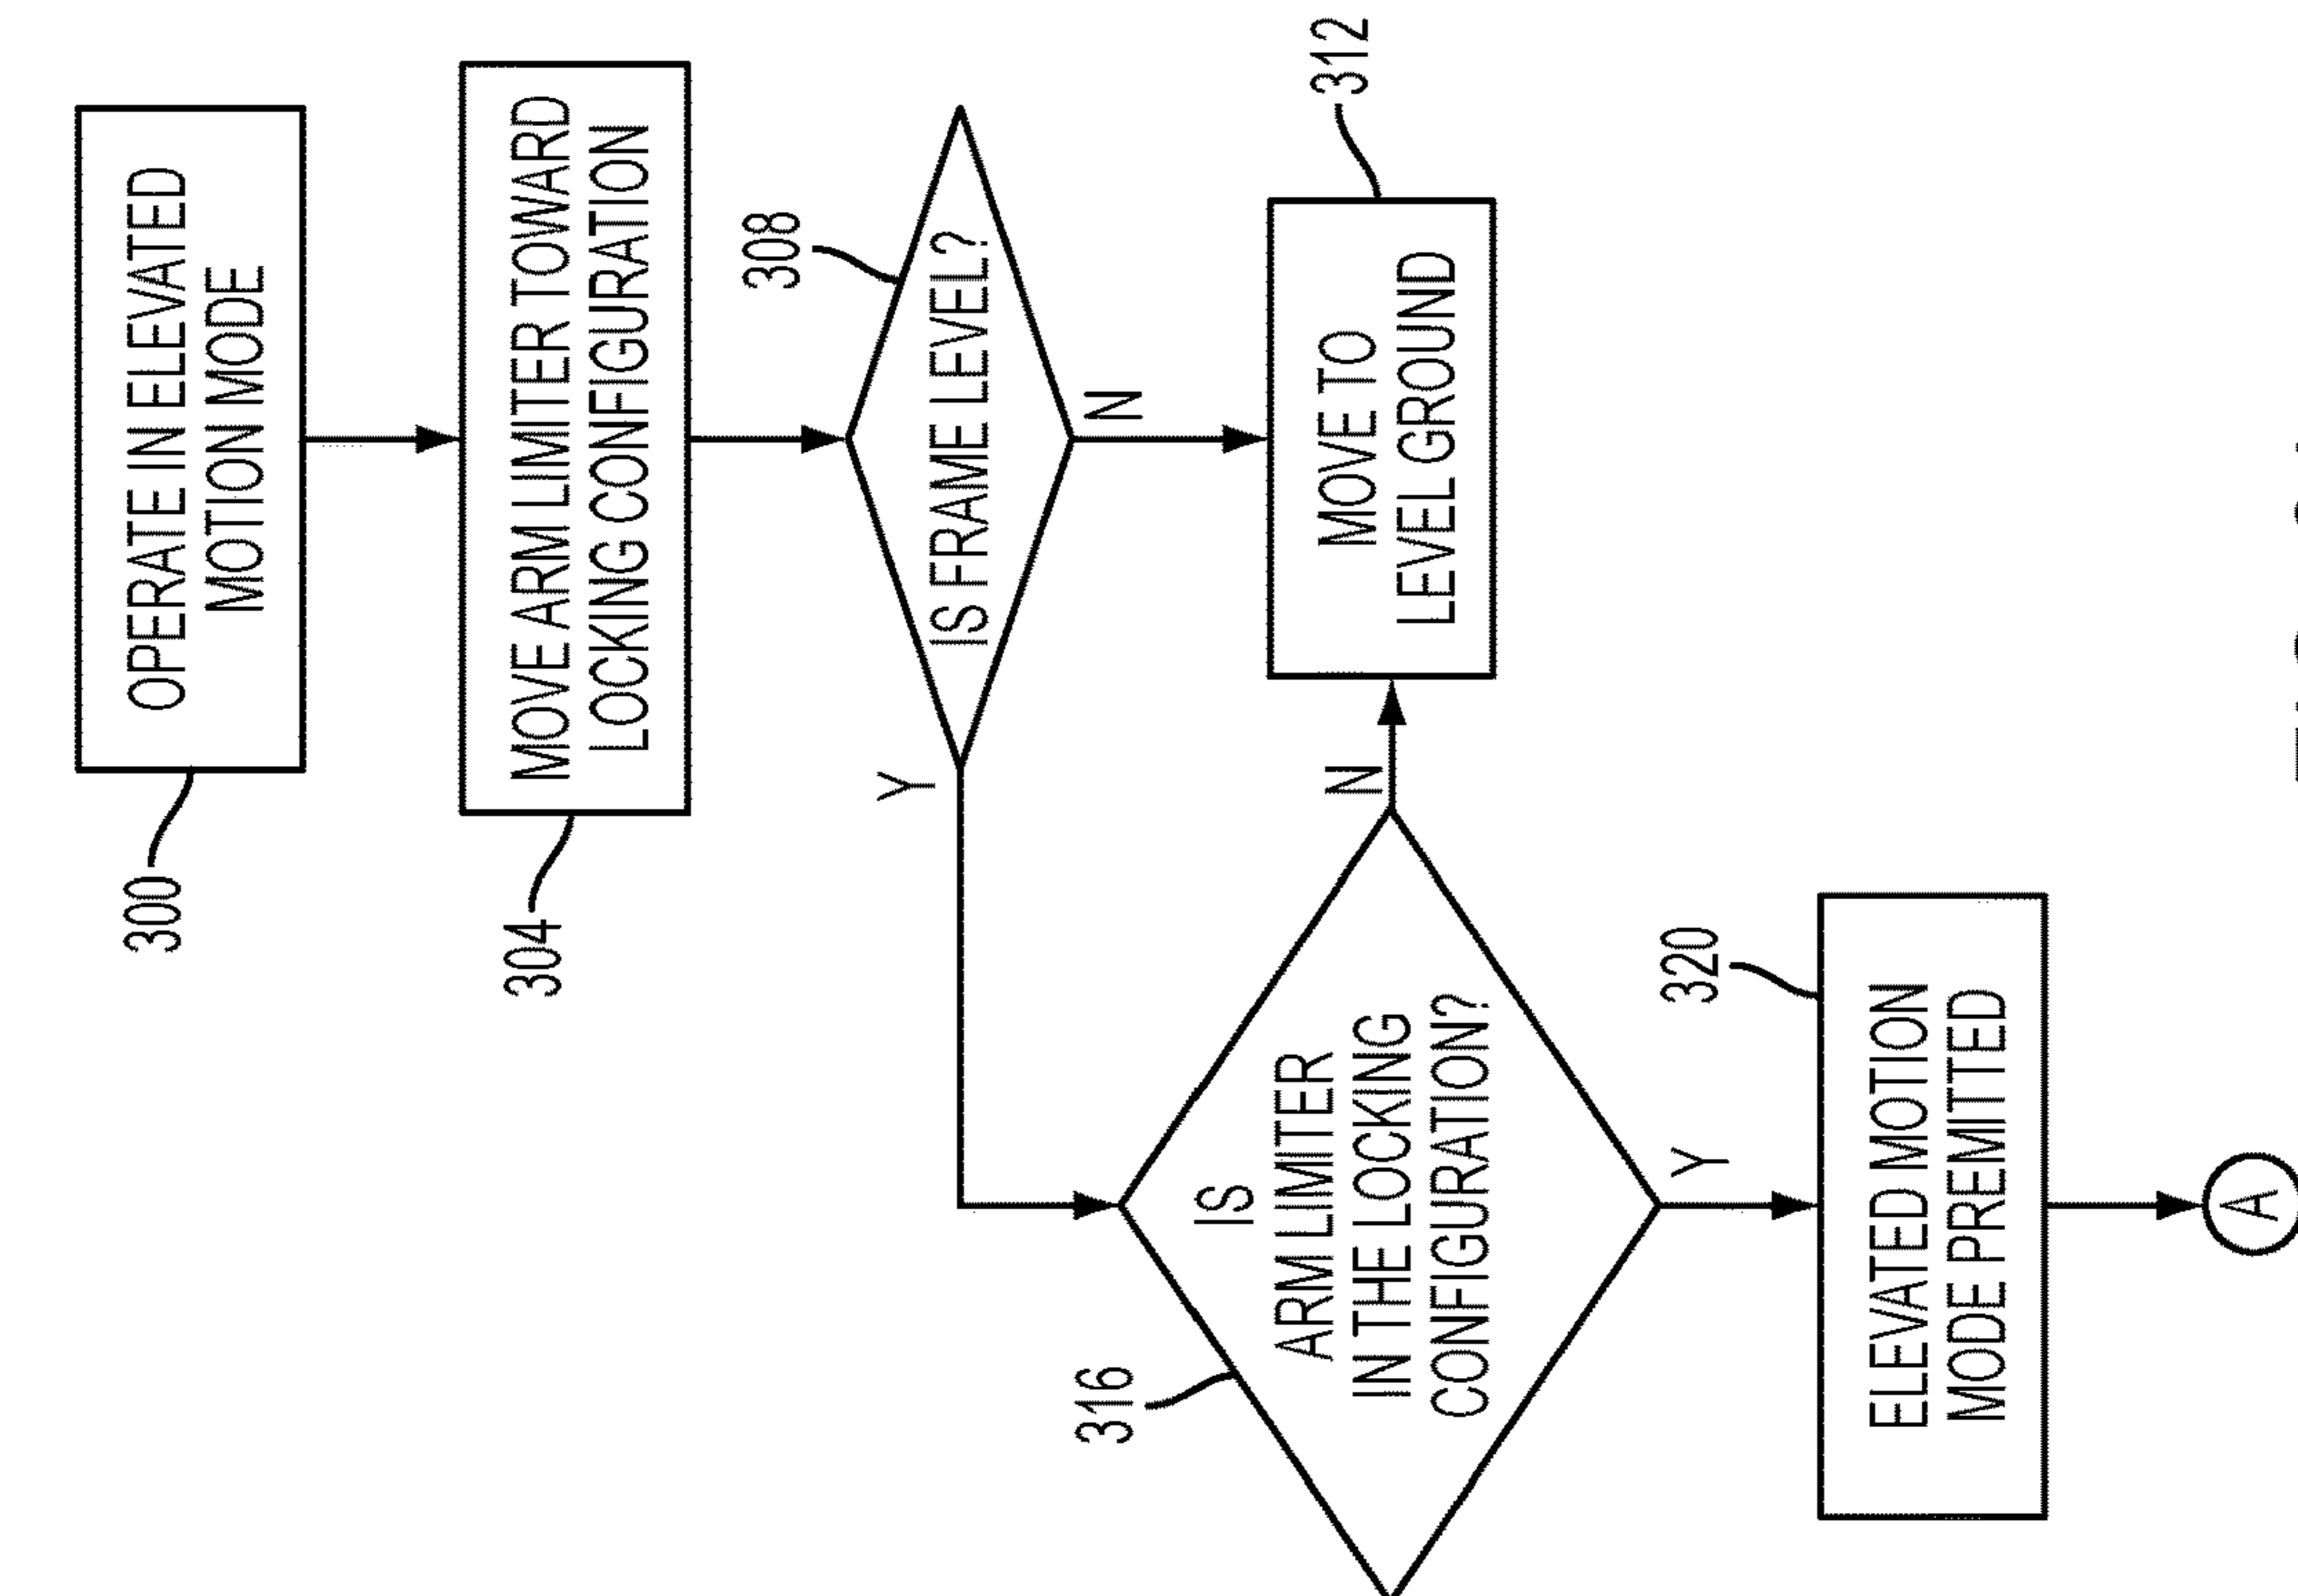 300
OPERATE IN ELEVATED
MOTION MODE
304
MOVE ARM LIMITER TOWARD
LOCKING CONFIGURATION
308
IS FRAME LEVEL?
Y
N
312
MOVE TO
LEVEL GROUND
316
IS
ARM LIMITER
IN THE LOCKING
CONFIGURATION?
N
Y
320
ELEVATED MOTION
MODE PREMITTED
A